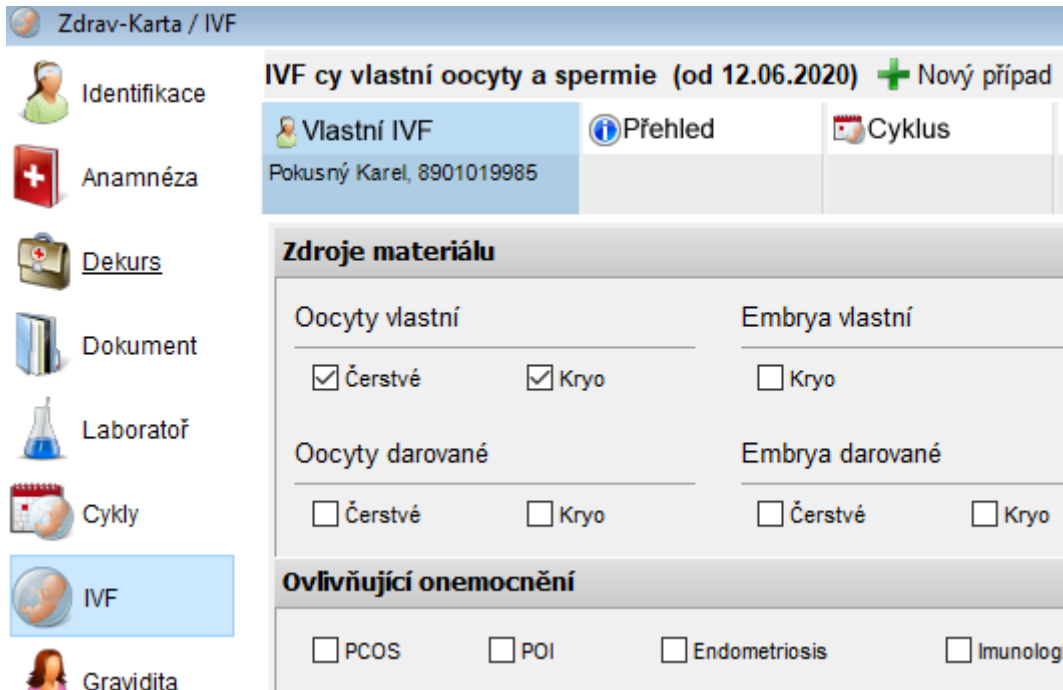 Zdrav-Karta / IVF
Identifikace
Anamnéza
Dekurs
Dokument
Laboratoř
Cykly
IVF
Gravidita
IVF cy vlastní oocyty a spermie (od 12.06.2020) Nový případ
Vlastní IVF Přehled Cyklus
Pokusný Karel, 8901019985
Zdroje materiálu
Oocyty vlastní Embrya vlastní
Čerstvé Kryo Kryo
Oocyty darované Embrya darované
Čerstvé Kryo Čerstvé Kryo
Ovlivňující onemocnění
PCOS POI Endometriosis Imunolog